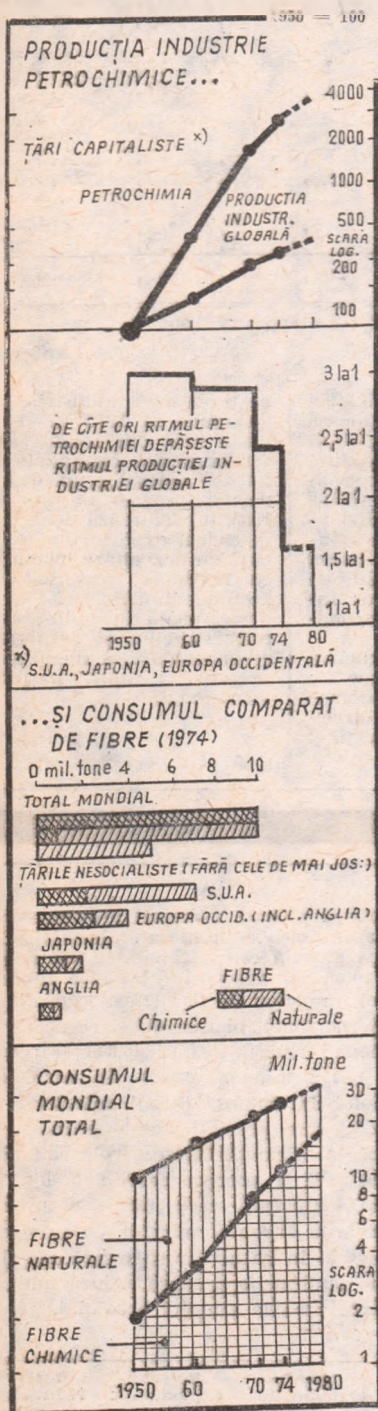 1950 = 100
PRODUCȚIA INDUSTRIE
PETROCHIMICE...
ȚĂRI CAPITALISTE x)
PETROCHIMIA
PRODUCȚIA
INDUSTR.
GLOBALĂ
4000
2000
1000
500
SCARA
LOG.
200
100
DE CÎTE ORI RITMUL PE-
TROCHIMIEI DEPĂȘEȘTE
RITMUL PRODUCȚIEI IN-
DUSTRIEI GLOBALE
3 la 1
2,5 la 1
2 la 1
1,5 la 1
1 la 1
1950 60 70 74 80
x) S.U.A., JAPONIA, EUROPA OCCIDENTALĂ
...ȘI CONSUMUL COMPARAT
DE FIBRE (1974)
0 mil. tone 4 6 8 10
TOTAL MONDIAL
ȚĂRILE NESOCIALISTE (FĂRĂ CELE DE MAI JOS:)
S.U.A.
EUROPA OCCID. (INCL. ANGLIA)
JAPONIA
ANGLIA
FIBRE
Chimice Naturale
CONSUMUL
MONDIAL
TOTAL
Mil. tone
30
20
10
8
6
4
SCARA
LOG.
2
1
FIBRE
NATURALE
FIBRE
CHIMICE
1950 60 70 74 1980